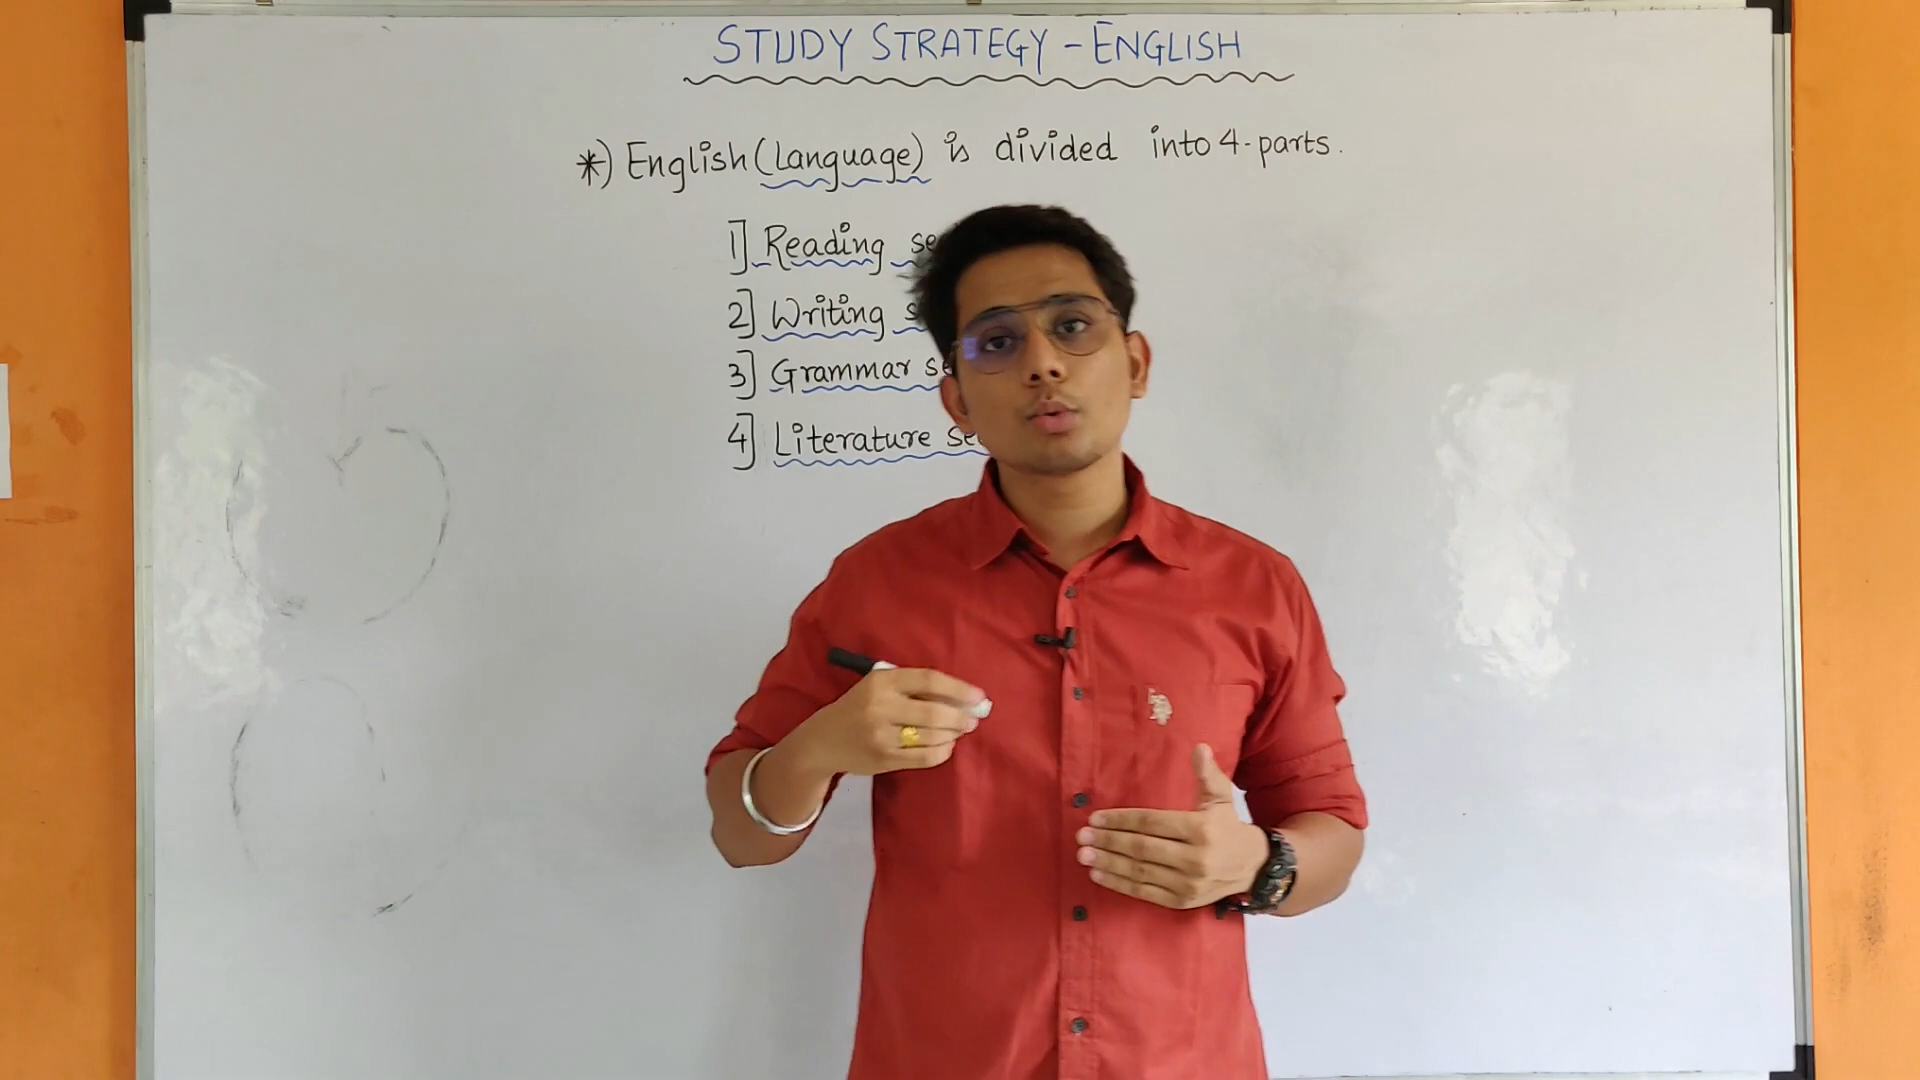 STUDY STRATEGY - ENGLISH
*) English (Language) is divided into 4-parts.
1] Reading se
2] Writing s
3] Grammar se
4] Literature se